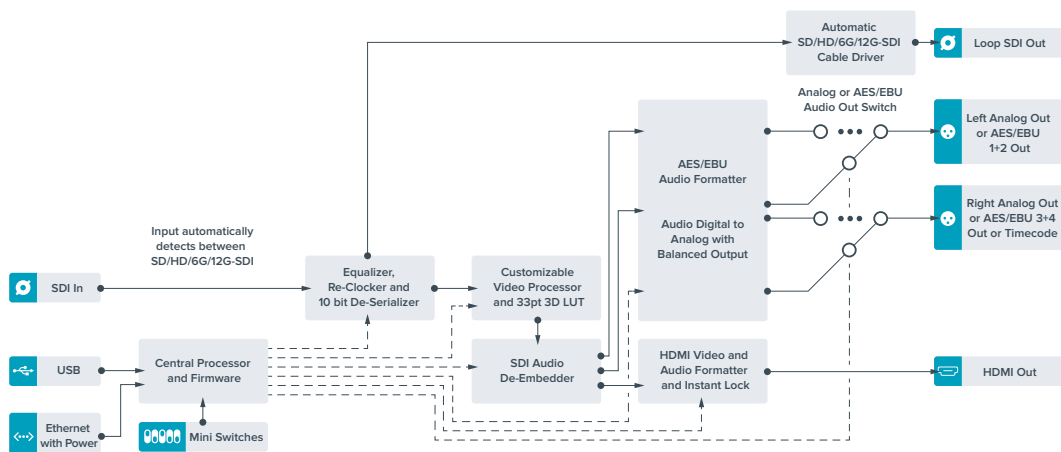 Automatic
SD/HD/6G/12G-SDI
Cable Driver
Loop SDI Out
Analog or AES/EBU
Audio Out Switch
Left Analog Out
or AES/EBU
1+2 Out
AES/EBU
Audio Formatter
Audio Digital to
Analog with
Balanced Output
Right Analog Out
or AES/EBU 3+4
Out or Timecode
Input automatically
detects between
SD/HD/6G/12G-SDI
SDI In
Equalizer,
Re-Clocker and
10 bit De-Serializer
Customizable
Video Processor
and 33pt 3D LUT
USB
Central Processor
and Firmware
SDI Audio
De-Embedder
HDMI Video and
Audio Formatter
and Instant Lock
HDMI Out
Ethernet
with Power
Mini Switches